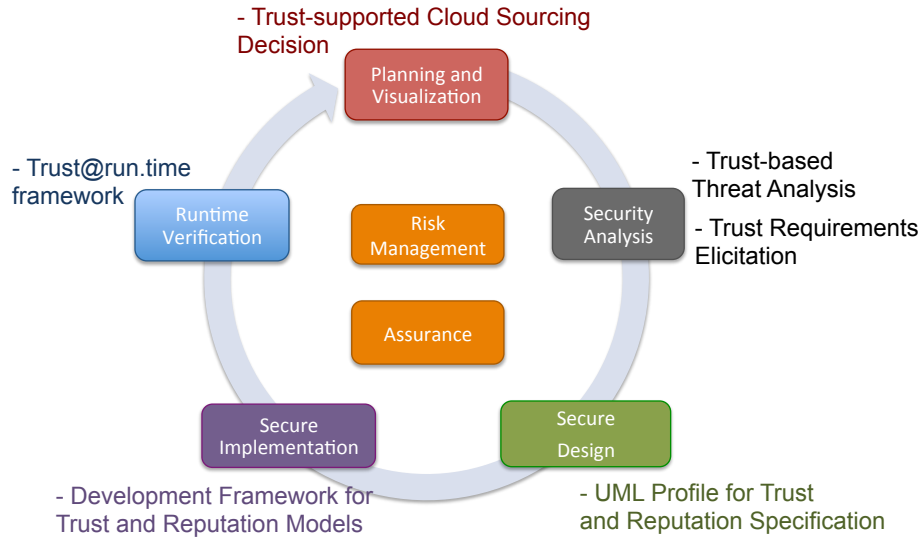 - Trust-supported Cloud Sourcing
Decision
Planning and
Visualization
- Trust@run.time
framework
Runtime
Verification
Risk
Management
Security
Analysis
- Trust-based
Threat Analysis
- Trust Requirements
Elicitation
Assurance
Secure
Implementation
Secure
Design
- Development Framework for
Trust and Reputation Models
- UML Profile for Trust
and Reputation Specification